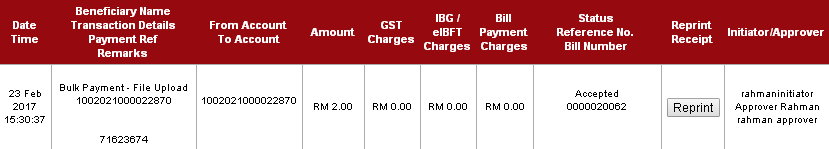 Date
Time
Beneficiary Name
Transaction Details
Payment Ref
Remarks
From Account
To Account
Amount
GST
Charges
IBG /
eIBFT
Charges
Bill
Payment
Charges
Status
Reference No.
Bill Number
Reprint
Receipt
Initiator/Approver
23 Feb
2017
15:30:37
Bulk Payment - File Upload
1002021000022870
71623674
1002021000022870
RM 2.00
RM 0.00
RM 0.00
RM 0.00
Accepted
0000020062
Reprint
rahmaninitiator
Approver Rahman
rahman approver